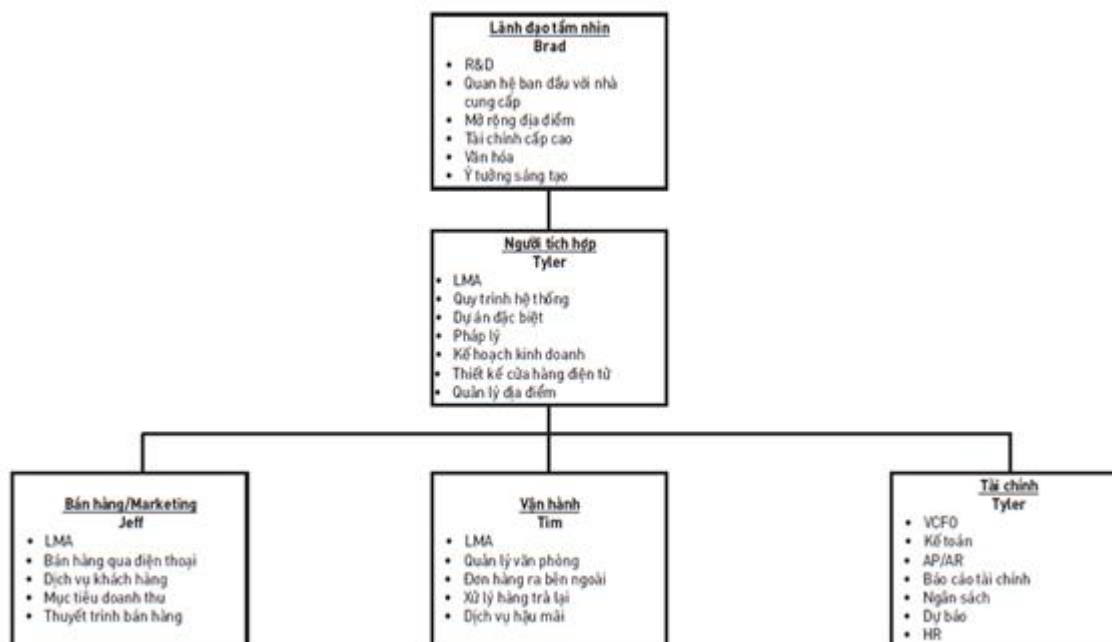 Lãnh đạo tầm nhìn
Brad
• R&D
• Quan hệ ban đầu với nhà
cung cấp
• Mở rộng địa điểm
• Tài chính cấp cao
• Văn hóa
• Ý tưởng sáng tạo
Người tích hợp
Tyler
• LMA
• Quy trình hệ thống
• Dự án đặc biệt
• Pháp lý
• Kế hoạch kinh doanh
• Thiết kế cửa hàng điện tử
• Quản lý địa điểm
Bán hàng/Marketing
Jeff
• LMA
• Bán hàng qua điện thoại
• Dịch vụ khách hàng
• Mục tiêu doanh thu
• Thuyết trình bán hàng
Vận hành
Tim
• LMA
• Quản lý văn phòng
• Đơn hàng ra bên ngoài
• Xử lý hàng trả lại
• Dịch vụ hậu mãi
Tài chính
Tyler
• VCFO
• Kế toán
• AP/AR
• Báo cáo tài chính
• Ngân sách
• Dự báo
• HR